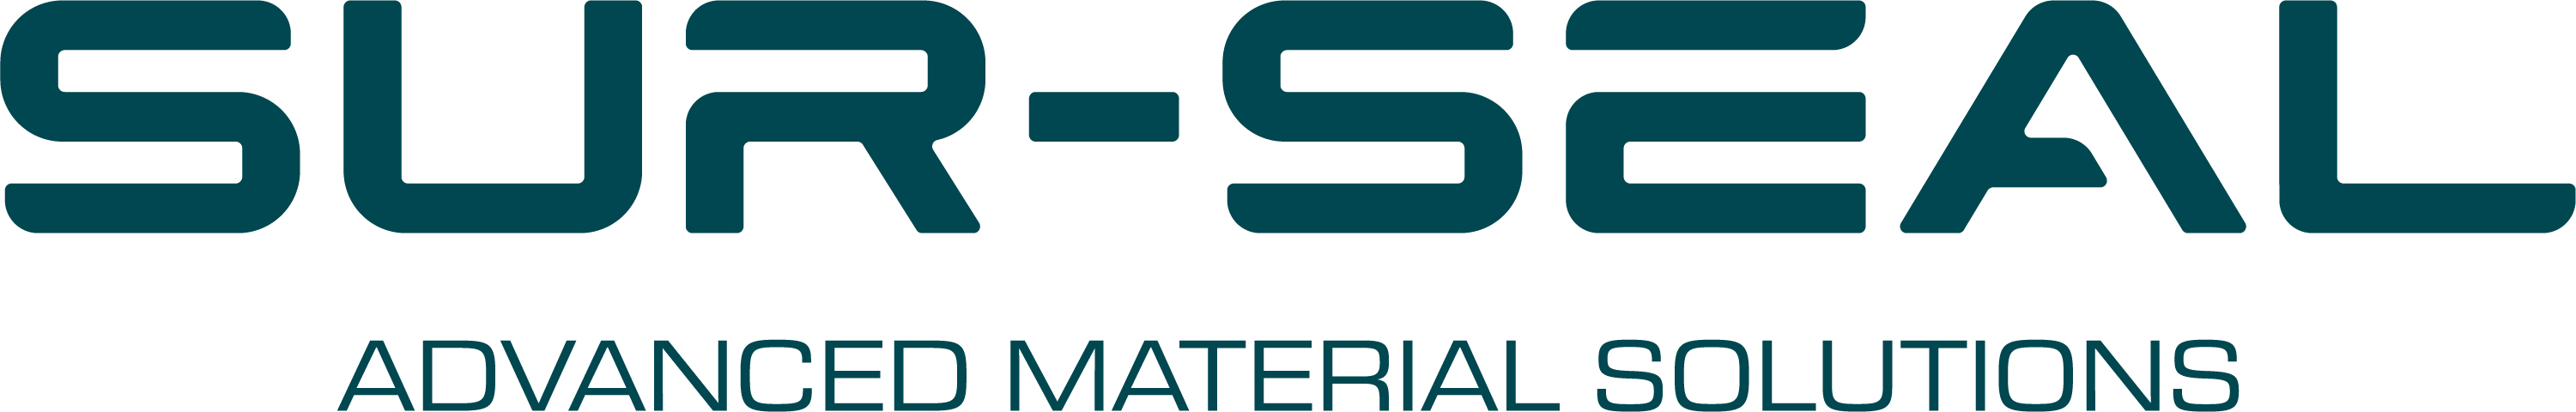 SUR-SEAL
ADVANCED MATERIAL SOLUTIONS